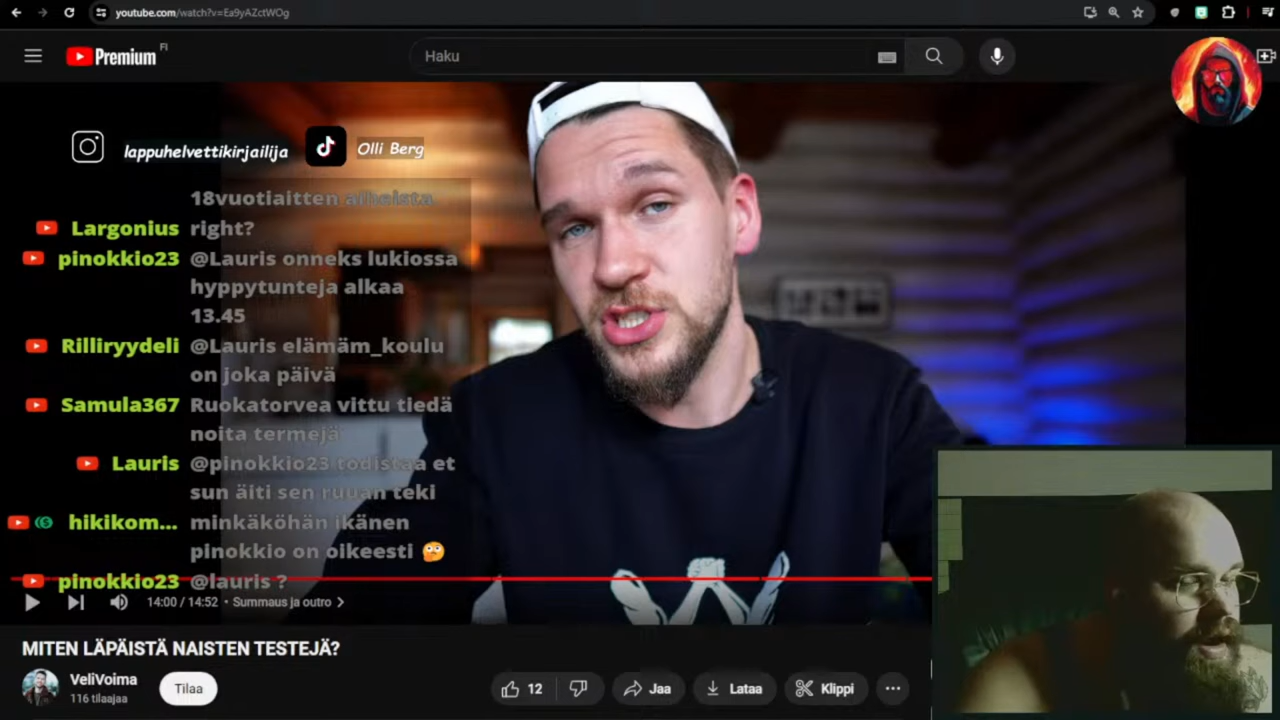 youtube.com/watch?v=Ea9yAZctWOg
Premium FI
Haku
lappuhelvettikirjailija
Olli Berg
18vuotiaitten aiheista
Largonius right?
pinokkio23 @Lauris onneks lukiossa
hyppytunteja alkaa
13.45
Rilliryydeli @Lauris elämäm_koulu
on joka päivä
Samula367 Ruokatorvea vittu tiedä
noita termejä
Lauris @pinokkio23 todistaa et
sun äiti sen ruuan teki
hikikom... minkäköhän ikänen
pinokkio on oikeesti
pinokkio23 @lauris ?
14:00 / 14:52 • Summaus ja outro
MITEN LÄPÄISTÄ NAISTEN TESTEJÄ?
VeliVoima
116 tilaajaa
Tilaa
12
Jaa
Lataa
Klippi